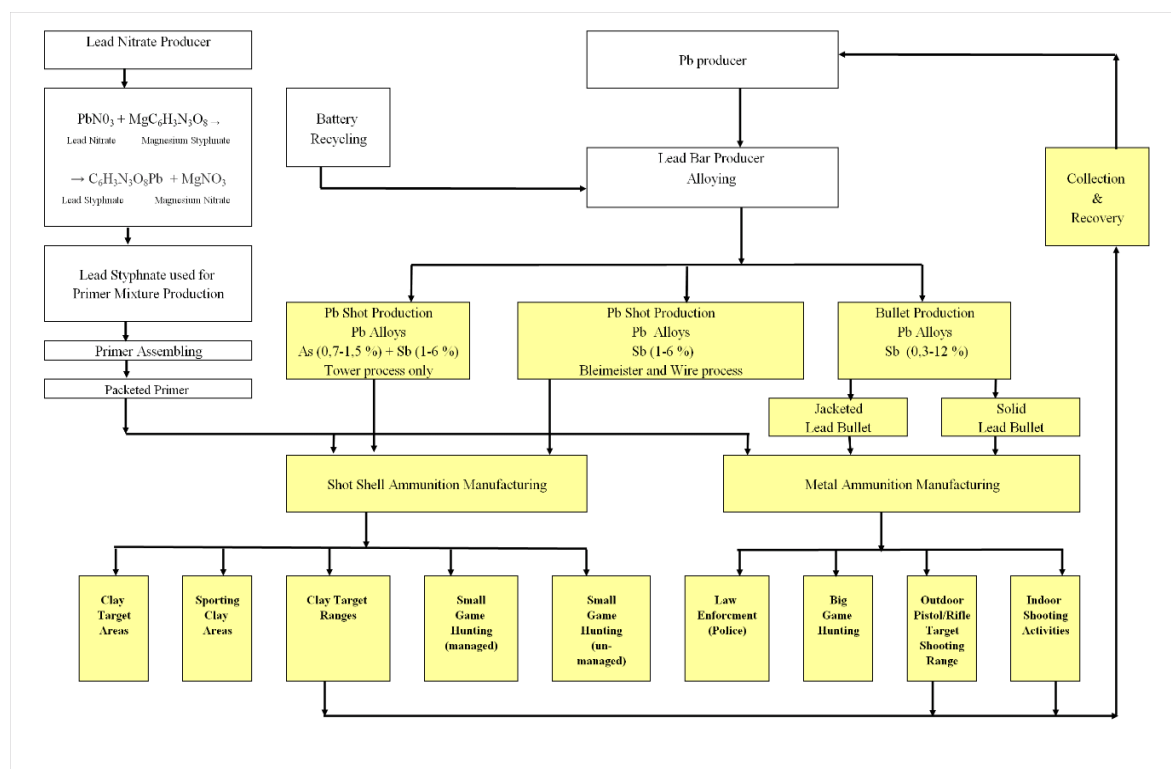 Lead Nitrate Producer
PbN0₃ + MgC₆H₃N₃O₈ →
Lead Nitrate Magnesium Styphnate
→ C₆H₃N₃O₈Pb + MgNO₃
Lead Styphnate Magnesium Nitrate
Lead Styphnate used for
Primer Mixture Production
Primer Assembling
Packeted Primer
Battery
Recycling
Pb producer
Lead Bar Producer
Alloying
Collection
&
Recovery
Pb Shot Production
Pb Alloys
As (0,7-1,5 %) + Sb (1-6 %)
Tower process only
Pb Shot Production
Pb Alloys
Sb (1-6 %)
Bleimeister and Wire process
Bullet Production
Pb Alloys
Sb (0,3-12 %)
Jacketed
Lead Bullet
Solid
Lead Bullet
Shot Shell Ammunition Manufacturing
Metal Ammunition Manufacturing
Clay
Target
Areas
Sporting
Clay
Areas
Clay Target
Ranges
Small
Game
Hunting
(managed)
Small
Game
Hunting
(un-
managed)
Law
Enforcment
(Police)
Big
Game
Hunting
Outdoor
Pistol/Rifle
Target
Shooting
Range
Indoor
Shooting
Activities